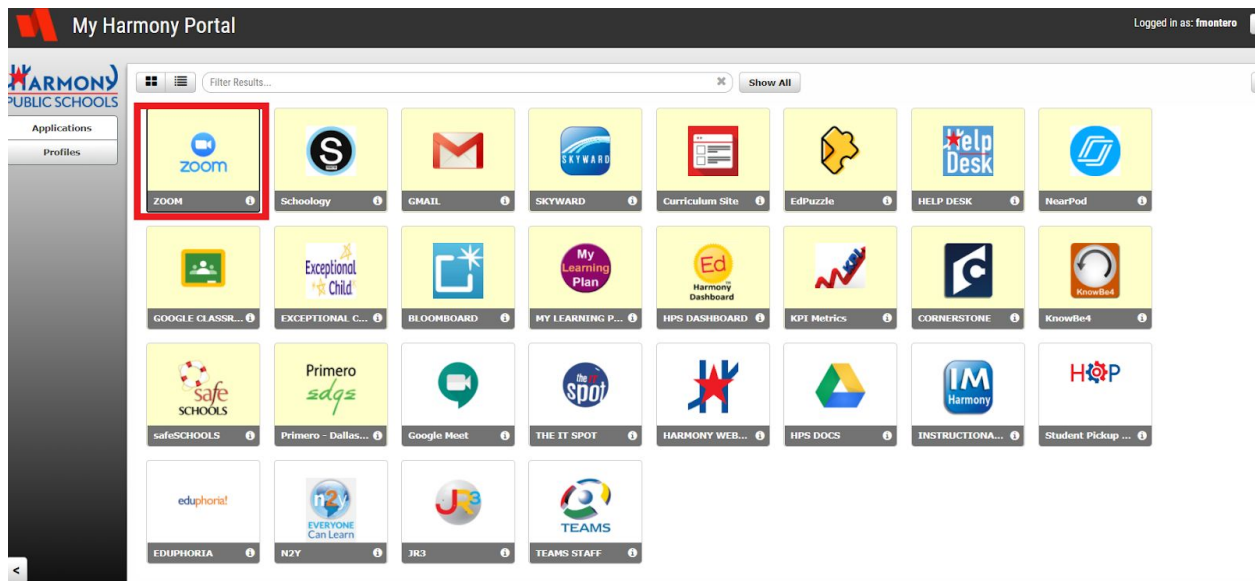 My Harmony Portal
Logged in as: fmontero
HARMONY
PUBLIC SCHOOLS
Applications
Profiles
Filter Results...
Show All
zoom
ZOOM
S
Schoology
GMAIL
SKYWARD
SKYWARD
Curriculum Site
EdPuzzle
Help
Desk
HELP DESK
NearPod
GOOGLE CLASSR...
Exceptional
Child
EXCEPTIONAL C...
BLOOMBOARD
My
Learning
Plan
MY LEARNING P...
Ed
Harmony
Dashboard
HPS DASHBOARD
KPI
KPI Metrics
CORNERSTONE
KnowBe4
KnowBe4
safe
SCHOOLS
safeSCHOOLS
Primero
edge
Primero - Dallas...
Google Meet
the IT
spot
THE IT SPOT
HARMONY WEB...
HPS DOCS
IM
Harmony
INSTRUCTIONA...
Student Pickup ...
eduphoria!
EDUPHORIA
n2y
EVERYONE
Can Learn
N2Y
JR3
JR3
TEAMS
TEAMS STAFF
<